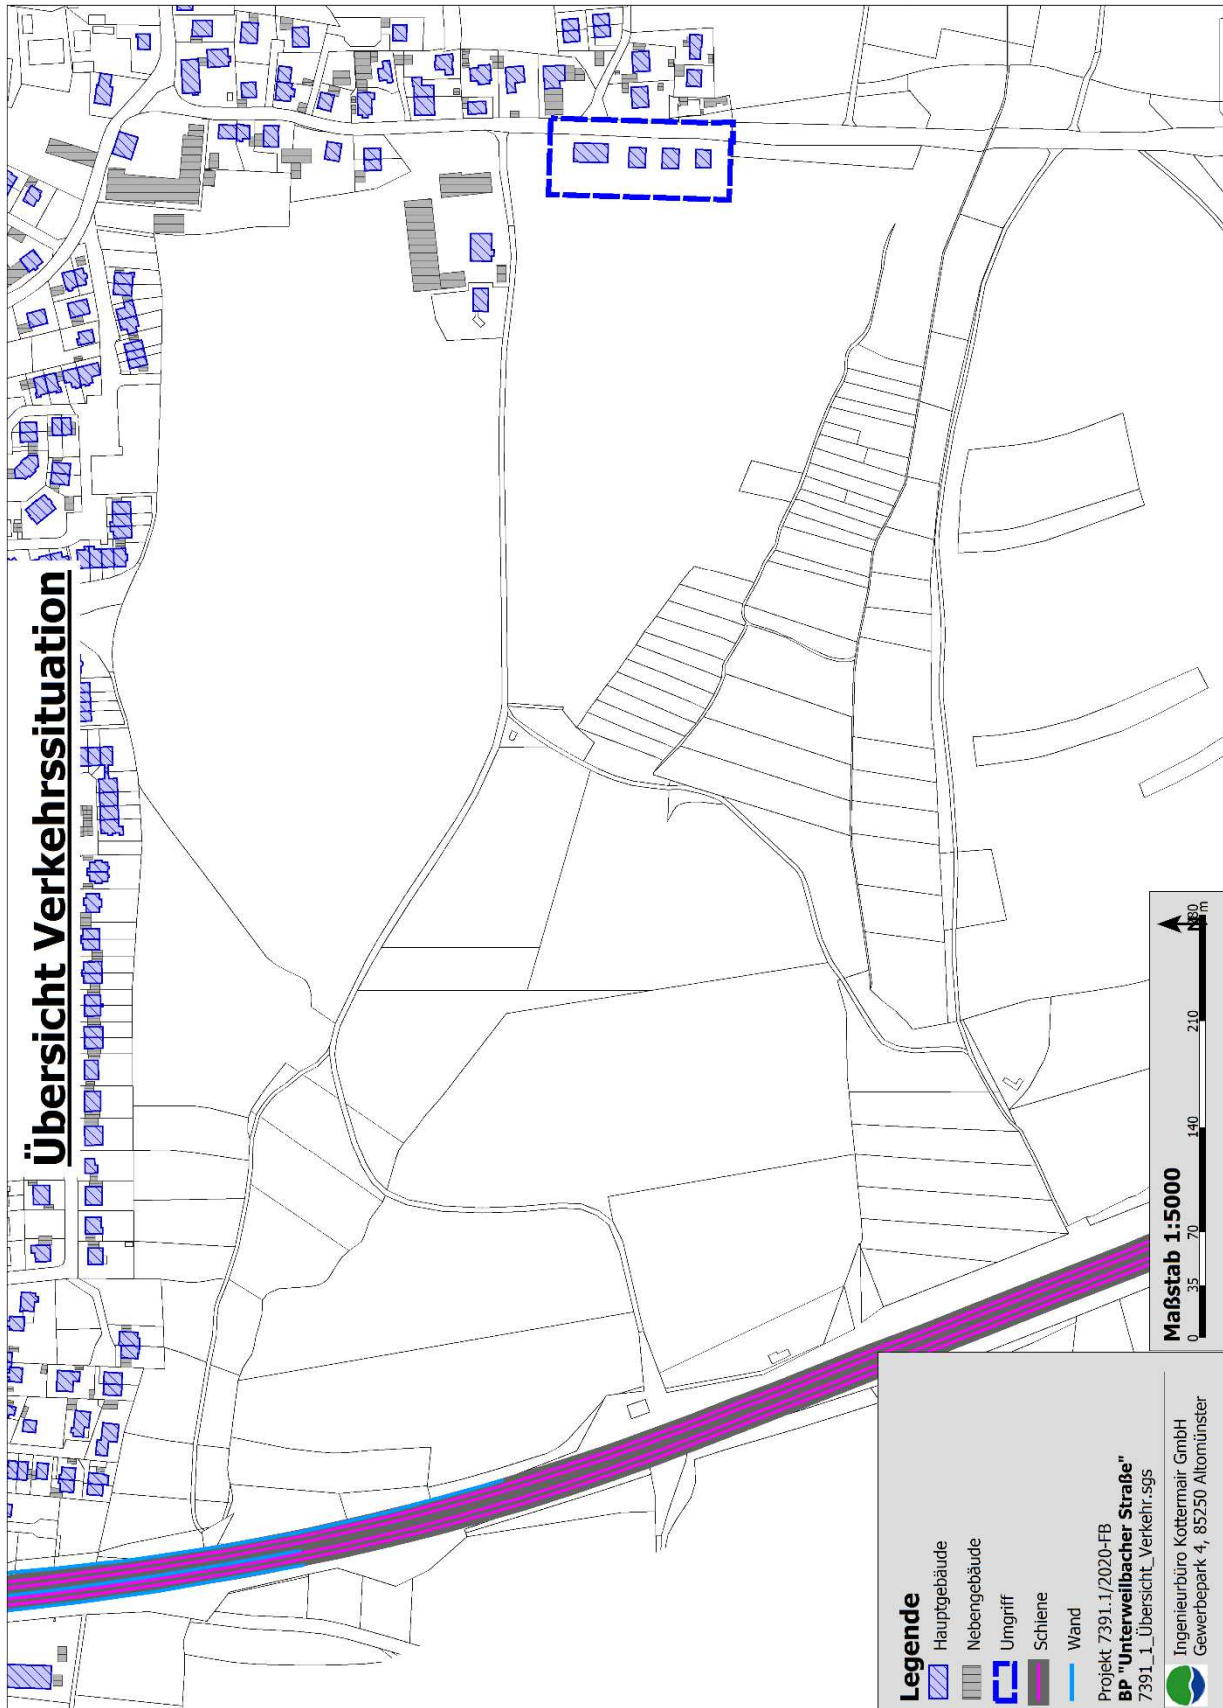 Übersicht Verkehrssituation
Legende
Hauptgebäude
Nebengebäude
Umgriff
Schiene
Wand
Projekt 7391.1/2020-FB
BP "Unterweilbacher Straße"
7391_1_Übersicht_Verkehr.sgs
Ingenieurbüro Kottermair GmbH
Gewerbepark 4, 85250 Altomünster
Maßstab 1:5000
0 35 70 140 210 280
m